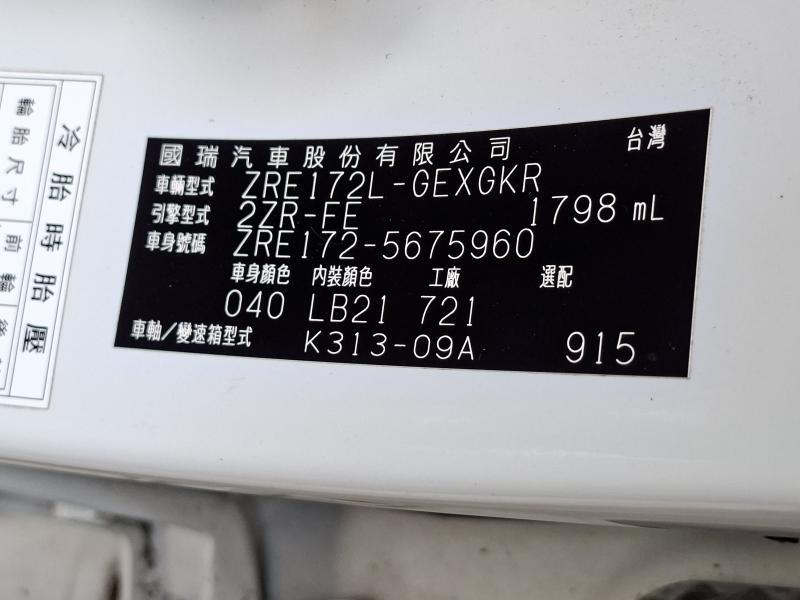 國瑞汽車股份有限公司 台灣
車輛型式 ZRE172L-GEXGKR
引擎型式 2ZR-FE 1798 mL
車身號碼 ZRE172-5675960
車身顏色 內裝顏色 工廠 選配
040 LB21 721
車軸/變速箱型式 K313-09A 915
冷胎時胎壓
輪胎尺寸
前輪